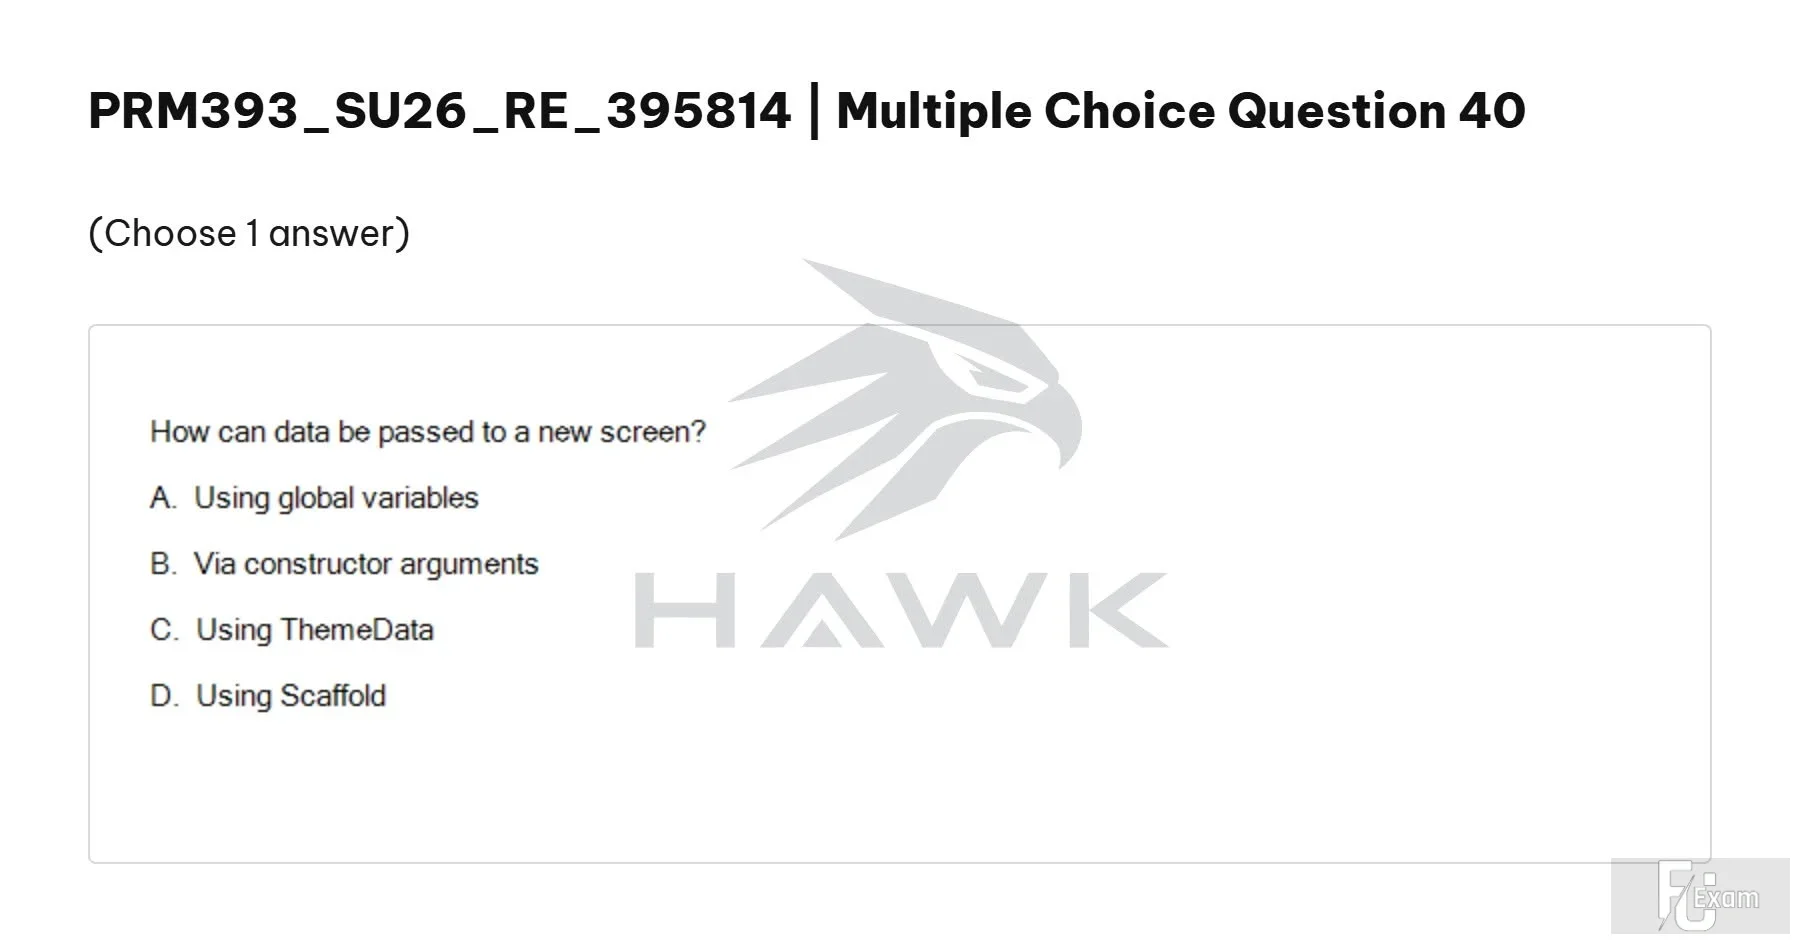 PRM393_SU26_RE_395814 | Multiple Choice Question 40
(Choose 1 answer)
How can data be passed to a new screen?
A. Using global variables
B. Via constructor arguments
C. Using ThemeData
D. Using Scaffold
HAWK
FU Exam